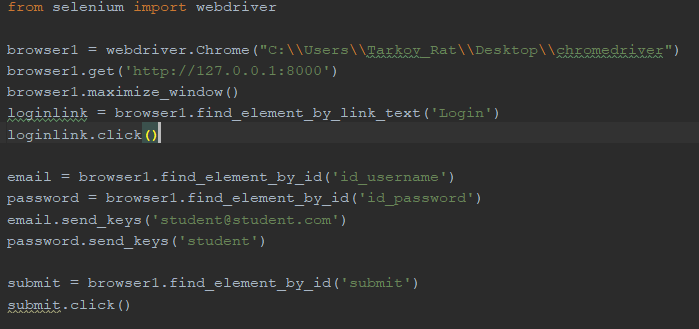 from selenium import webdriver
browser1 = webdriver.Chrome("C:\\Users\\Tarkov_Rat\\Desktop\\chromedriver")
browser1.get('http://127.0.0.1:8000')
browser1.maximize_window()
loginlink = browser1.find_element_by_link_text('Login')
loginlink.click()
email = browser1.find_element_by_id('id_username')
password = browser1.find_element_by_id('id_password')
email.send_keys('student@student.com')
password.send_keys('student')
submit = browser1.find_element_by_id('submit')
submit.click()